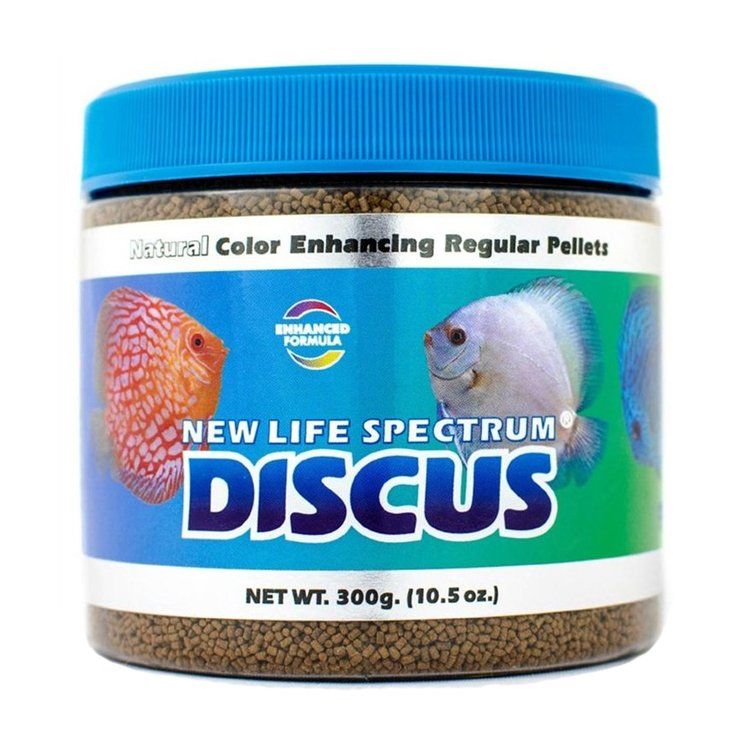 Natural Color Enhancing Regular Pellets
ENHANCED
FORMULA
NEW LIFE SPECTRUM®
DISCUS
NET WT. 300g. (10.5 oz.)